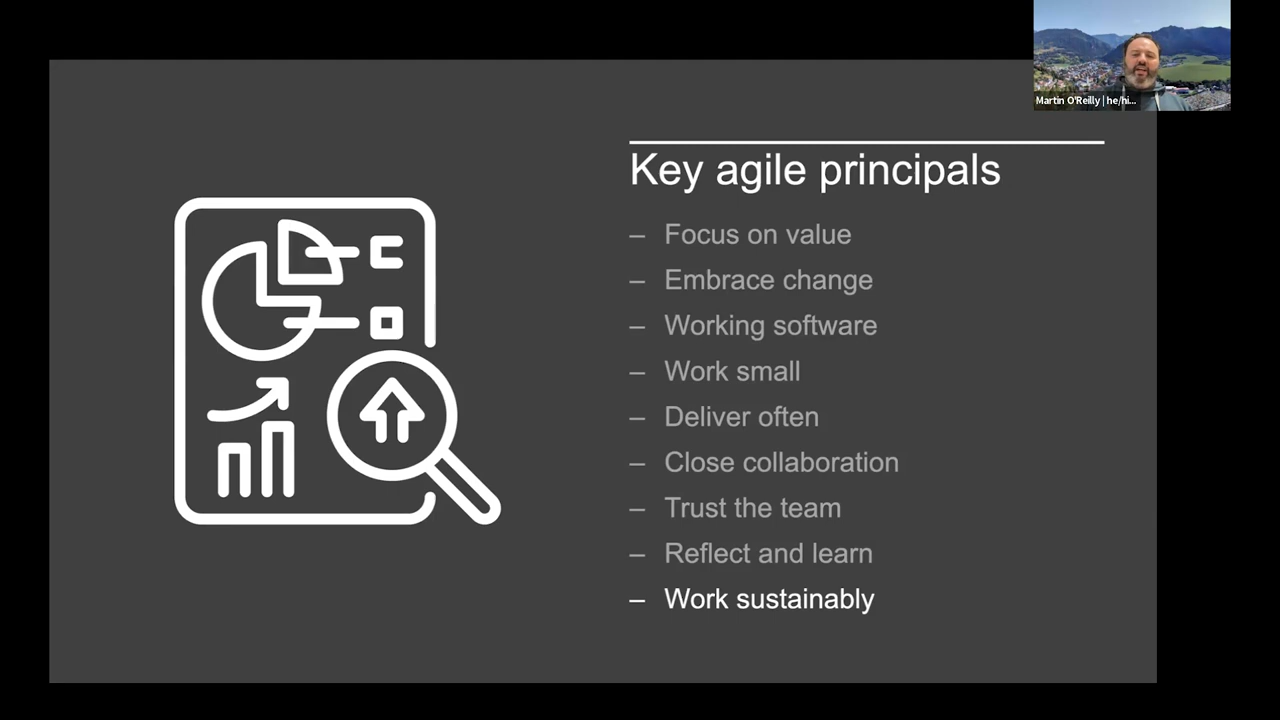 Martin O'Reilly | he/hi...
Key agile principals
– Focus on value
– Embrace change
– Working software
– Work small
– Deliver often
– Close collaboration
– Trust the team
– Reflect and learn
– Work sustainably